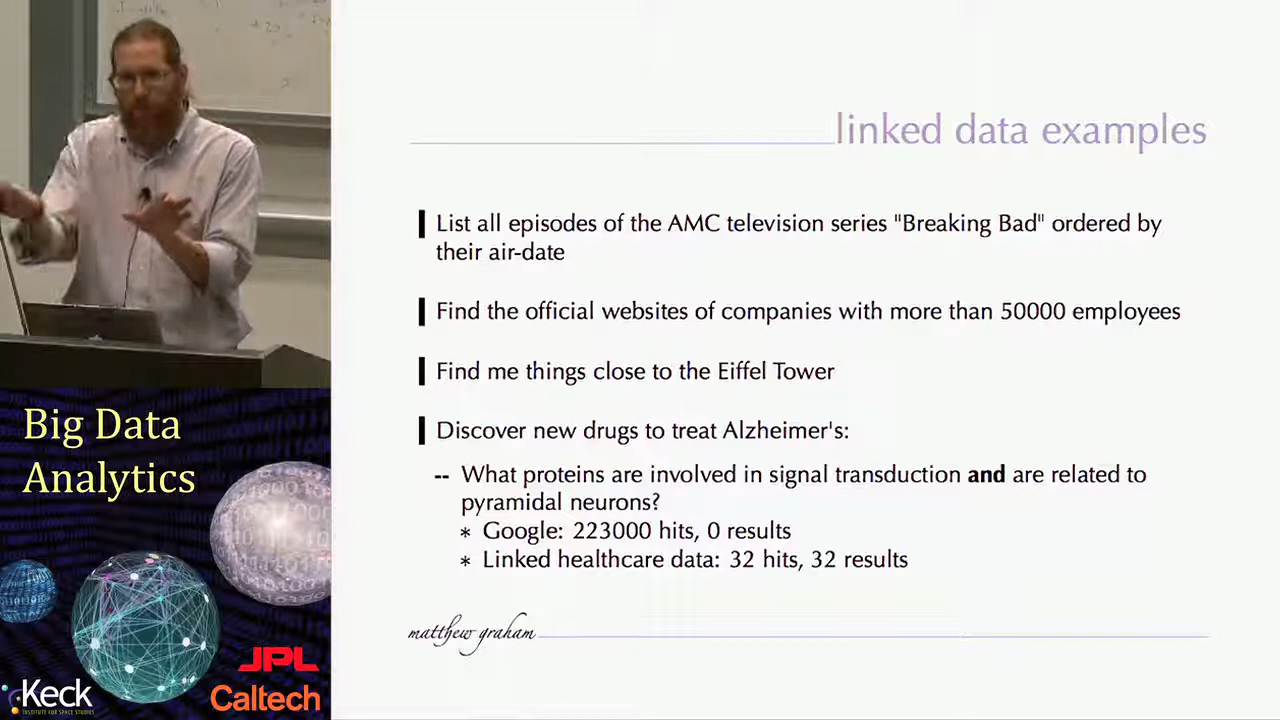 linked data examples
List all episodes of the AMC television series "Breaking Bad" ordered by
their air-date
Find the official websites of companies with more than 50000 employees
Find me things close to the Eiffel Tower
Discover new drugs to treat Alzheimer's:
-- What proteins are involved in signal transduction and are related to
pyramidal neurons?
* Google: 223000 hits, 0 results
* Linked healthcare data: 32 hits, 32 results
matthew graham
Big Data
Analytics
JPL
Keck
INSTITUTE FOR SPACE STUDIES
Caltech